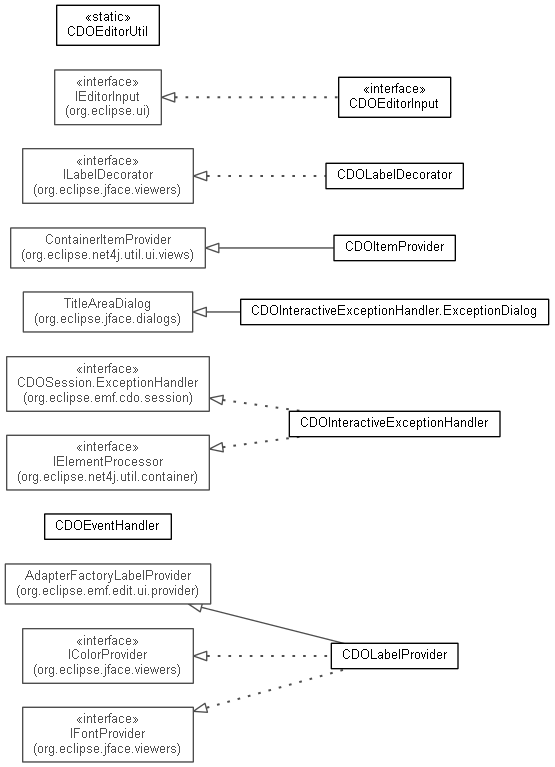 «static»
CDOEditorUtil
«interface»
IEditorInput
(org.eclipse.ui)
«interface»
CDOEditorInput
«interface»
ILabelDecorator
(org.eclipse.jface.viewers)
CDOLabelDecorator
ContainerItemProvider
(org.eclipse.net4j.util.ui.views)
CDOItemProvider
TitleAreaDialog
(org.eclipse.jface.dialogs)
CDOInteractiveExceptionHandler.ExceptionDialog
«interface»
CDOSession.ExceptionHandler
(org.eclipse.emf.cdo.session)
CDOInteractiveExceptionHandler
«interface»
IElementProcessor
(org.eclipse.net4j.util.container)
CDOEventHandler
AdapterFactoryLabelProvider
(org.eclipse.emf.edit.ui.provider)
«interface»
IColorProvider
(org.eclipse.jface.viewers)
CDOLabelProvider
«interface»
IFontProvider
(org.eclipse.jface.viewers)